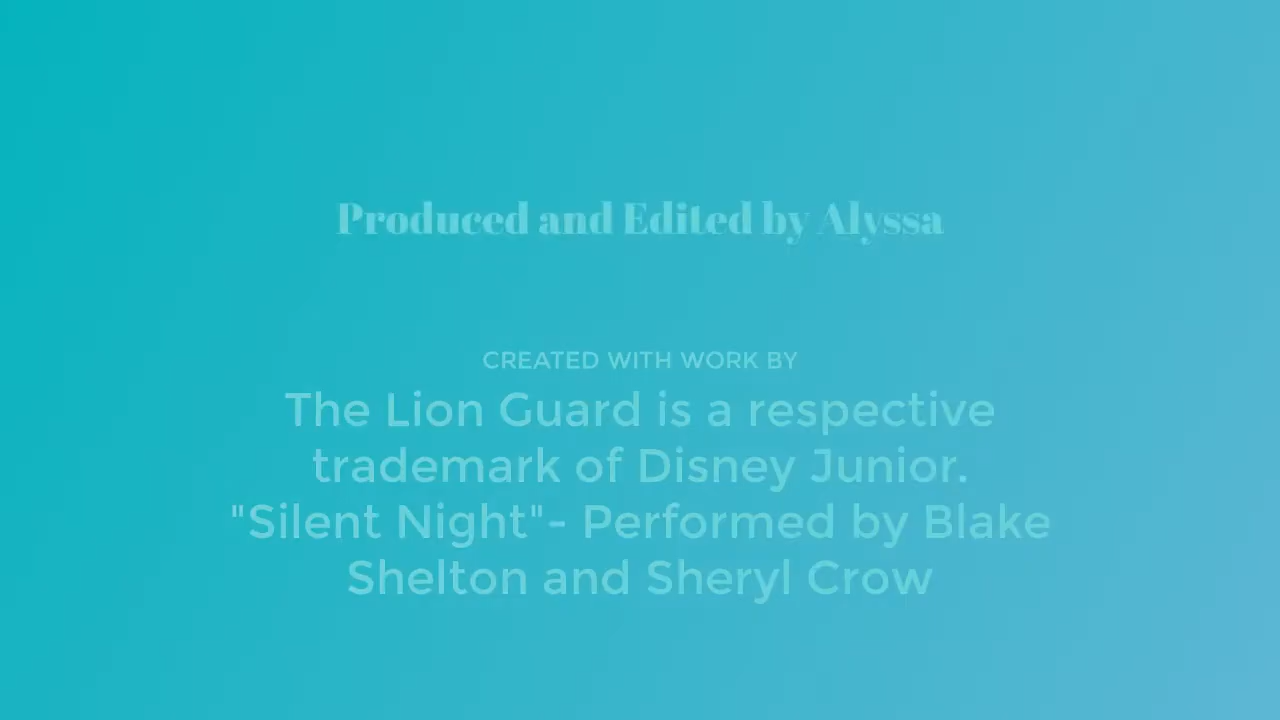 Produced and Edited by Alyssa
CREATED WITH WORK BY
The Lion Guard is a respective
trademark of Disney Junior.
"Silent Night"- Performed by Blake
Shelton and Sheryl Crow